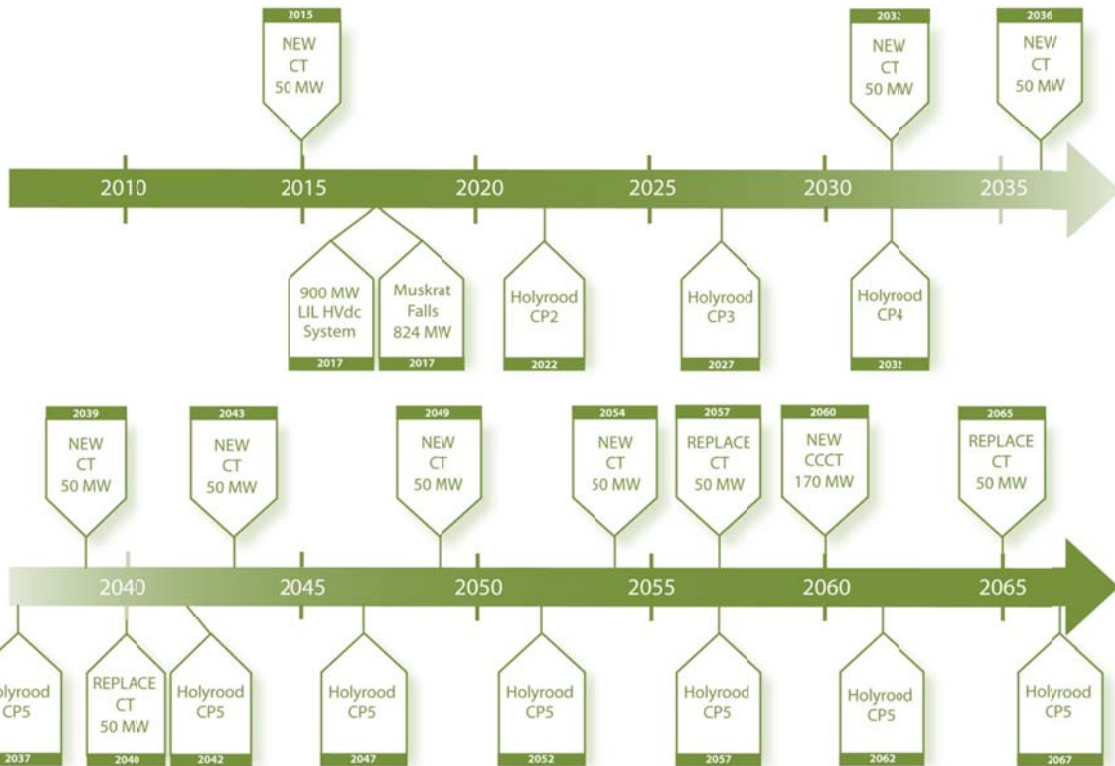 2015
NEW
CT
50 MW
2032
NEW
CT
50 MW
2036
NEW
CT
50 MW
2010
2015
2020
2025
2030
2035
900 MW
LIL HVdc
System
2017
Muskrat
Falls
824 MW
2017
Holyrood
CP2
2022
Holyrood
CP3
2027
Holyrood
CP4
2039
NEW
CT
50 MW
2043
NEW
CT
50 MW
2049
NEW
CT
50 MW
2054
NEW
CT
50 MW
2057
REPLACE
CT
50 MW
2060
NEW
CCCT
170 MW
2065
REPLACE
CT
50 MW
2040
2045
2050
2055
2060
2065
olyrood
CP5
2037
REPLACE
CT
50 MW
2040
Holyrood
CP5
2042
Holyrood
CP5
2047
Holyrood
CP5
2052
Holyrood
CP5
2057
Holyrood
CP5
2062
Holyrood
CP5
2067